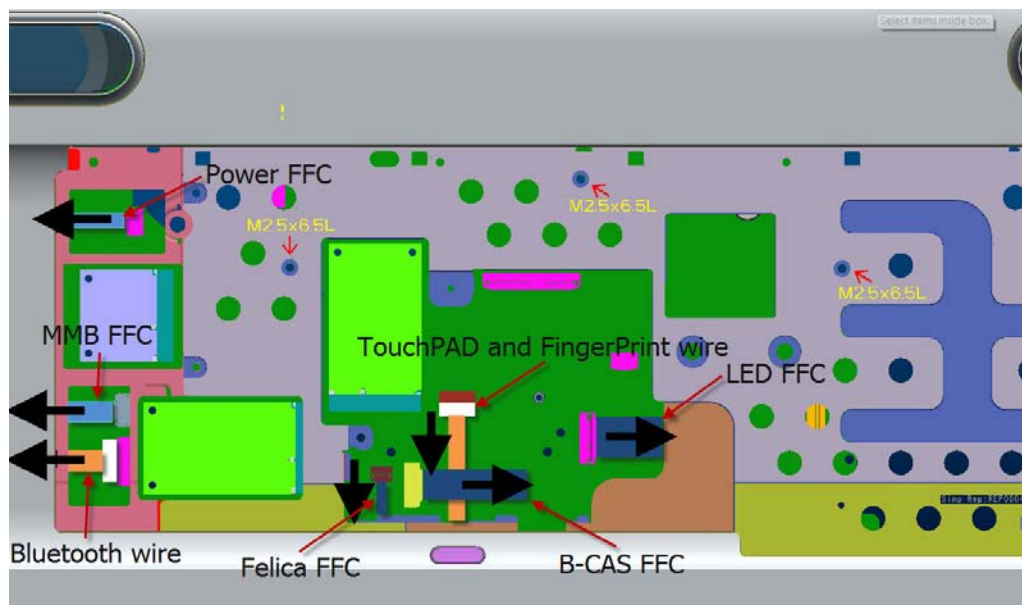 Select items inside box.
Power FFC
M2.5x6.5L
M2.5x6.5L
M2.5x6.5L
MMB FFC
TouchPAD and FingerPrint wire
LED FFC
Bluetooth wire
Felica FFC
B-CAS FFC